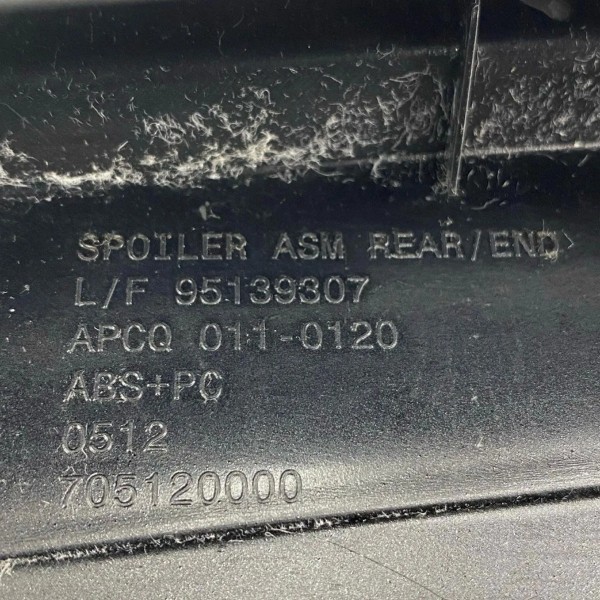 SPOILER ASM REAR/END
L/F 95139307
APCQ 011-0120
ABS+PC
0512
705120000